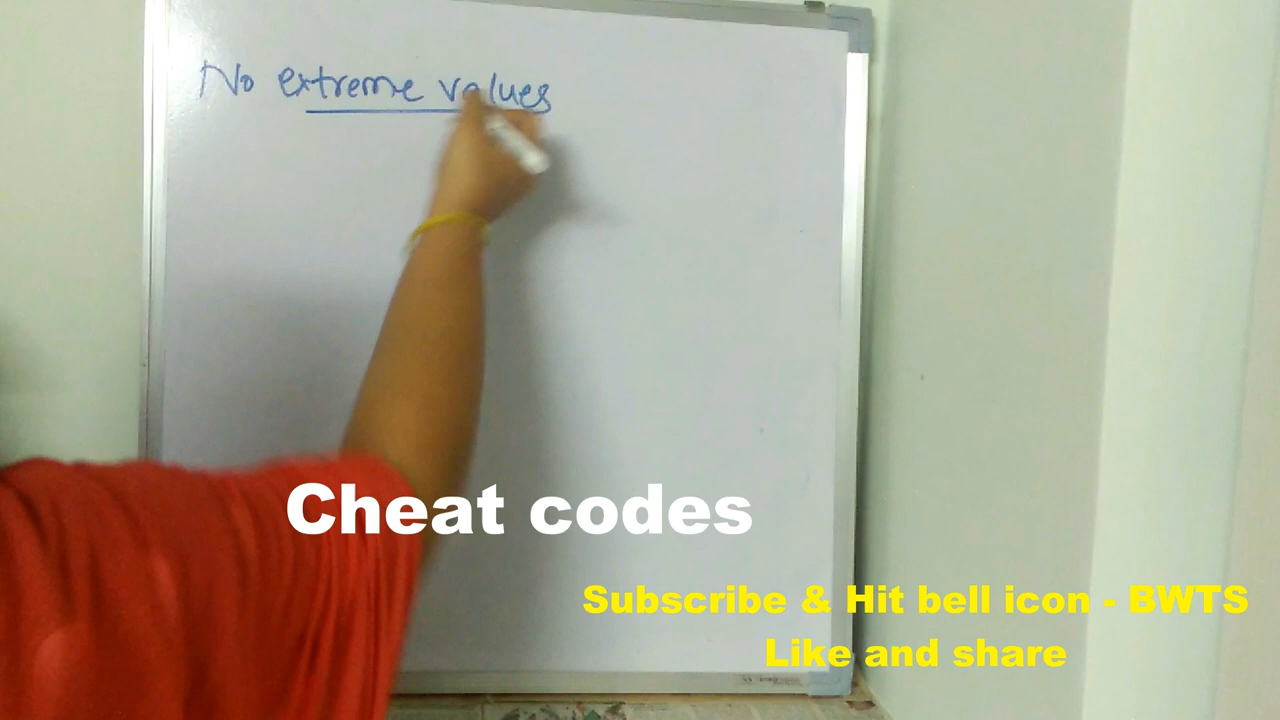 No extreme values
Cheat codes
Subscribe & Hit bell icon - BWTS
Like and share